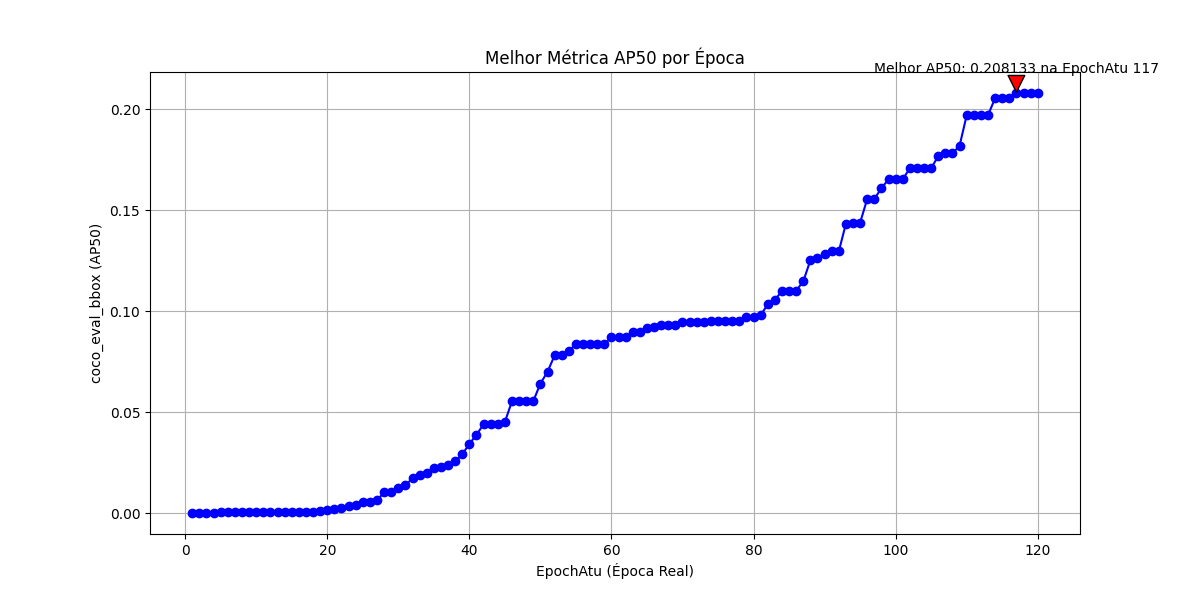 Melhor Métrica AP50 por Época
Melhor AP50: 0.208133 na EpochAtu 117
coco_eval_bbox (AP50)
0.20
0.15
0.10
0.05
0.00
0 20 40 60 80 100 120
EpochAtu (Época Real)